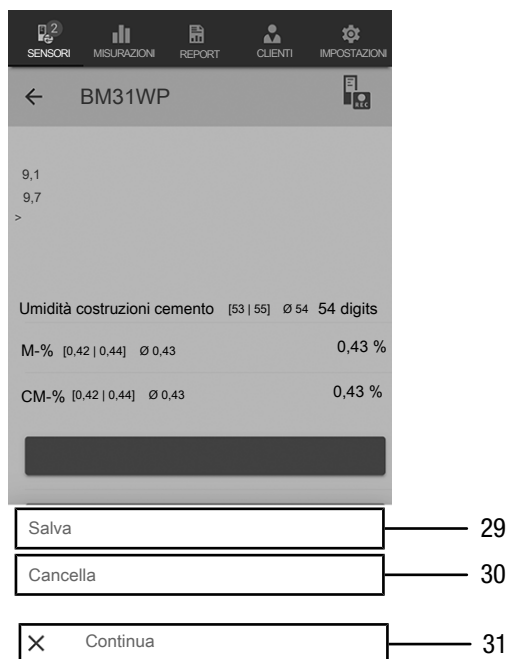 2
SENSORI MISURAZIONI REPORT CLIENTI IMPOSTAZIONI
BM31WP
REC
9,1
9,7
>
Umidità costruzioni cemento [53 | 55] Ø 54 54 digits
M-% [0,42 | 0,44] Ø 0,43 0,43 %
CM-% [0,42 | 0,44] Ø 0,43 0,43 %
Salva 29
Cancella 30
Continua 31